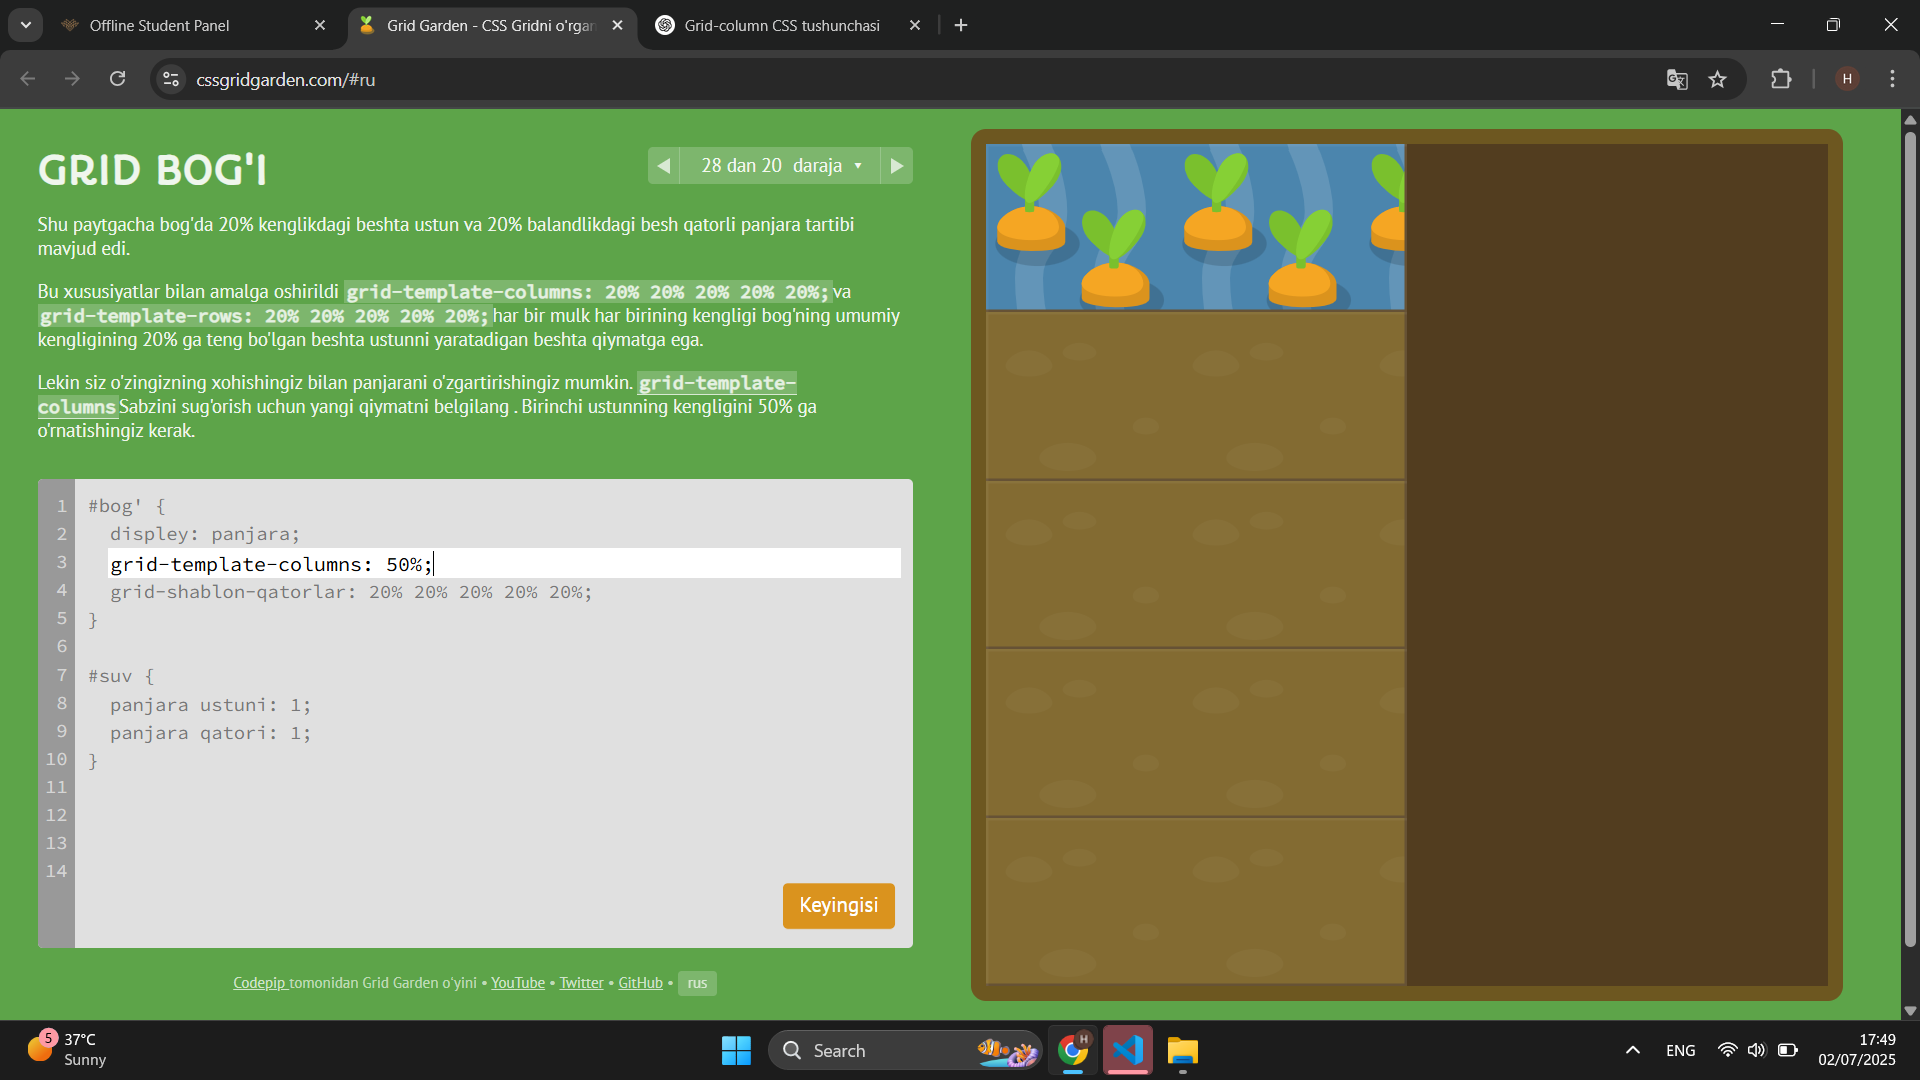 Offline Student Panel
Grid Garden - CSS Gridni o'rgan
Grid-column CSS tushunchasi
cssgridgarden.com/#ru
H
GRID BOG'I
28 dan 20 daraja
Shu paytgacha bog'da 20% kenglikdagi beshta ustun va 20% balandlikdagi besh qatorli panjara tartibi
mavjud edi.
Bu xususiyatlar bilan amalga oshirildi grid-template-columns: 20% 20% 20% 20% 20%; va
grid-template-rows: 20% 20% 20% 20% 20%; har bir mulk har birining kengligi bog'ning umumiy
kengligining 20% ga teng bo'lgan beshta ustunni yaratadigan beshta qiymatga ega.
Lekin siz o'zingizning xohishingiz bilan panjarani o'zgartirishingiz mumkin. grid-template-
columns Sabzini sug'orish uchun yangi qiymatni belgilang . Birinchi ustunning kengligini 50% ga
o'rnatishingiz kerak.
1 #bog' {
2 displey: panjara;
3 grid-template-columns: 50%;
4 grid-shablon-qatorlar: 20% 20% 20% 20% 20%;
5 }
6
7 #suv {
8 panjara ustuni: 1;
9 panjara qatori: 1;
10 }
11
12
13
14
Keyingisi
Codepip tomonidan Grid Garden o'yini • YouTube • Twitter • GitHub • rus
5
37°C
Sunny
Search
H
ENG
17:49
02/07/2025